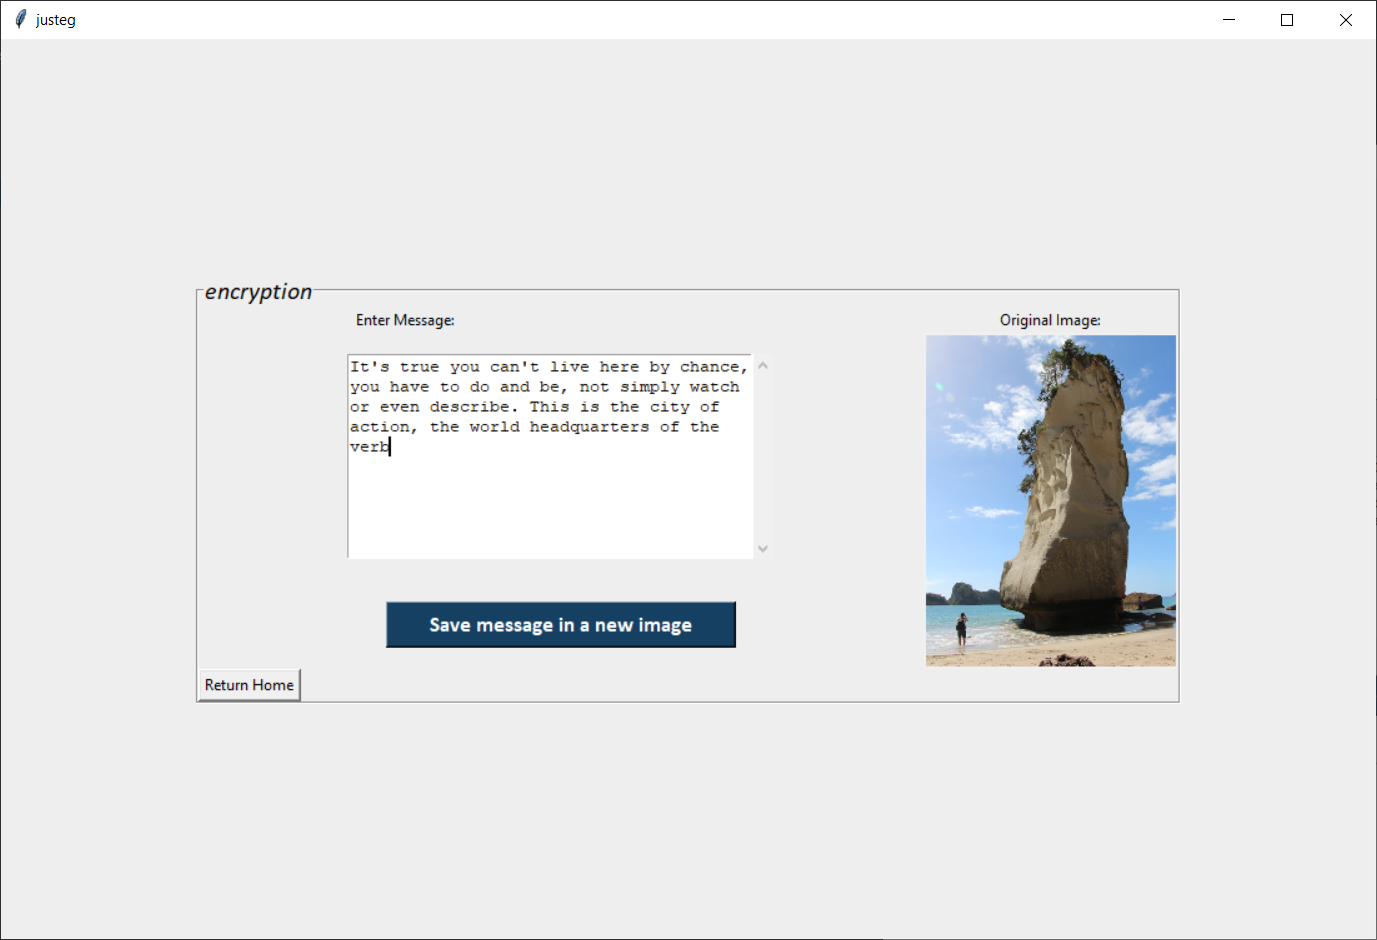 justeg
encryption
Enter Message:
Original Image:
It's true you can't live here by chance,
you have to do and be, not simply watch
or even describe. This is the city of
action, the world headquarters of the
verb
Save message in a new image
Return Home